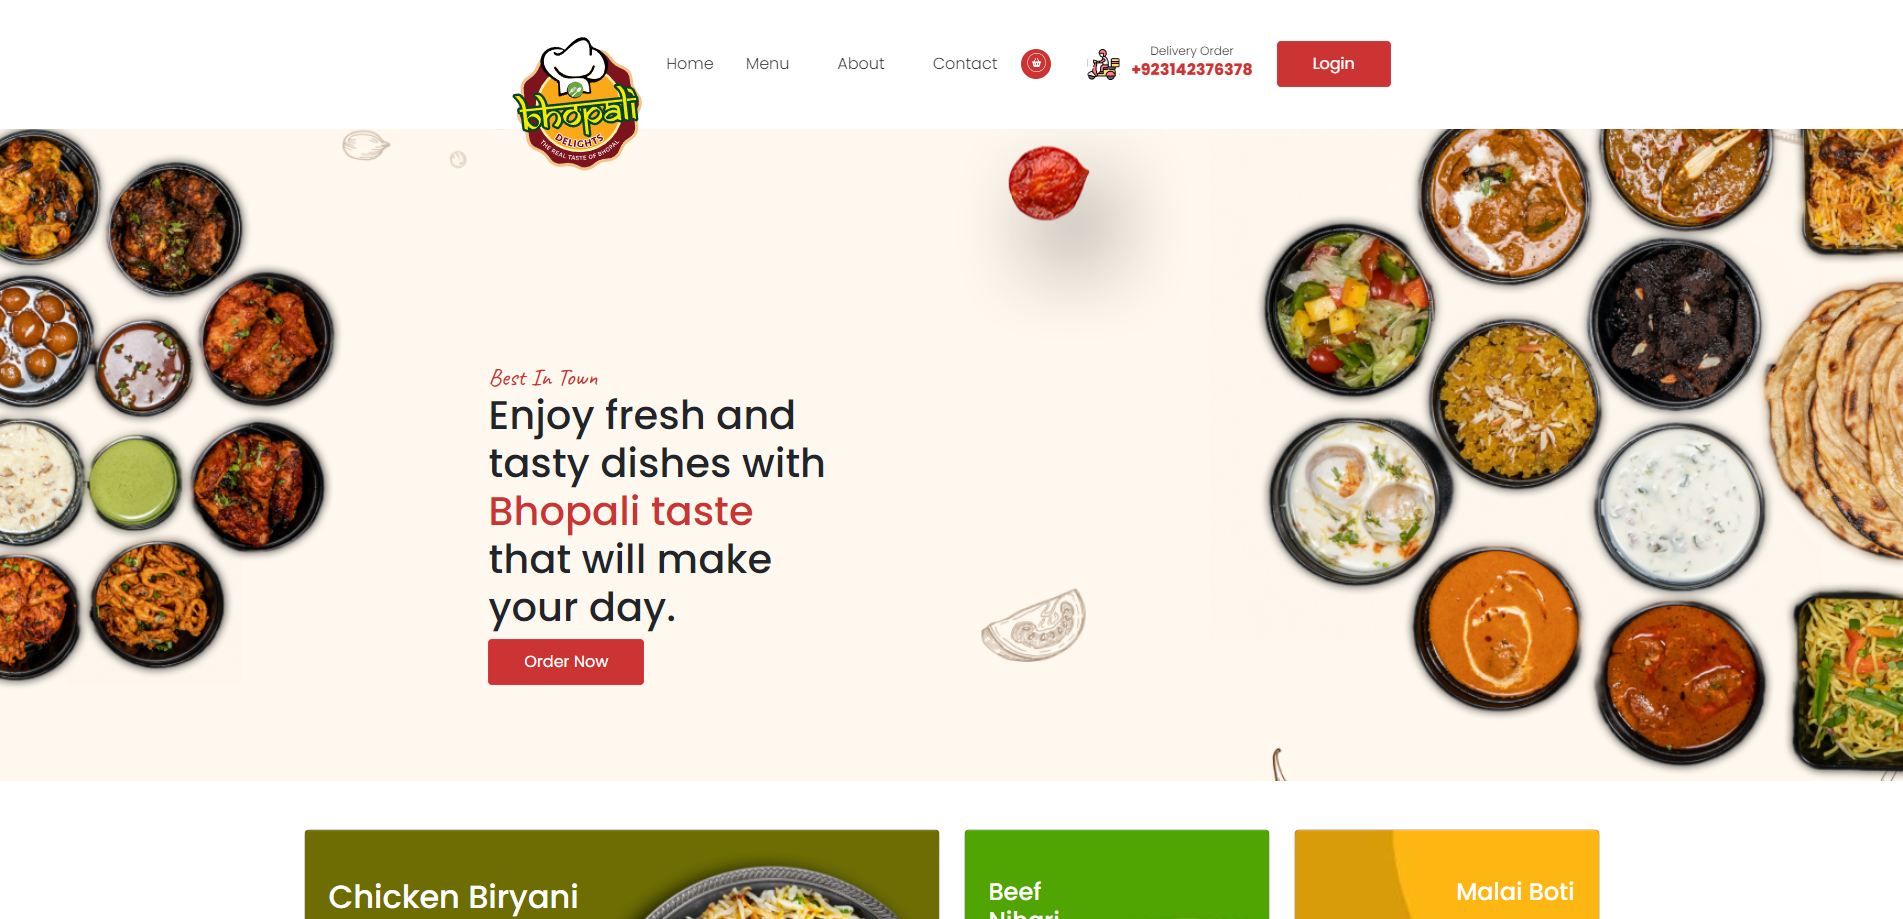 bhopali
DELIGHTS
THE REAL TASTE OF BHOPAL
Home
Menu
About
Contact
Delivery Order
+923142376378
Login
Best In Town
Enjoy fresh and
tasty dishes with
Bhopali taste
that will make
your day.
Order Now
Chicken Biryani
Beef
Nihari
Malai Boti